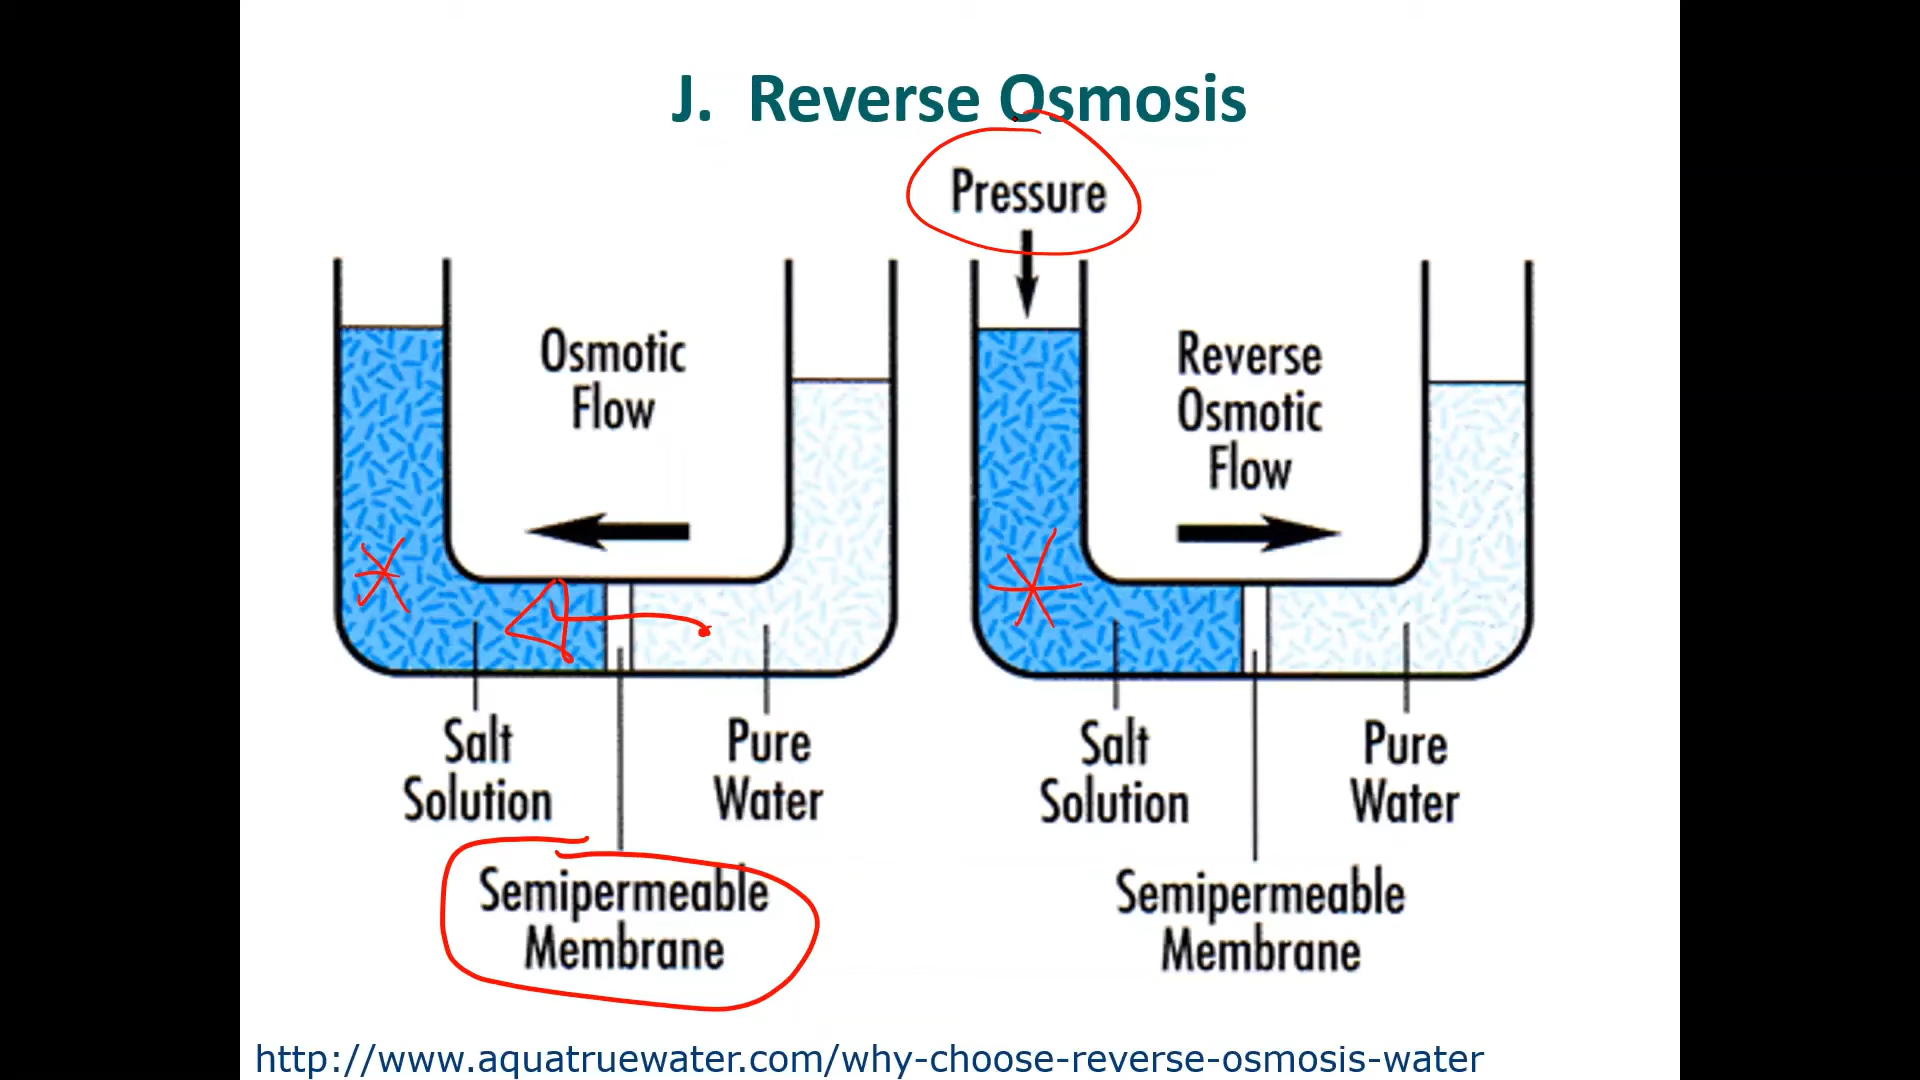 J. Reverse Osmosis
Pressure
Osmotic
Flow
Reverse
Osmotic
Flow
Salt
Solution
Pure
Water
Salt
Solution
Pure
Water
Semipermeable
Membrane
Semipermeable
Membrane
http://www.aquatruewater.com/why-choose-reverse-osmosis-water